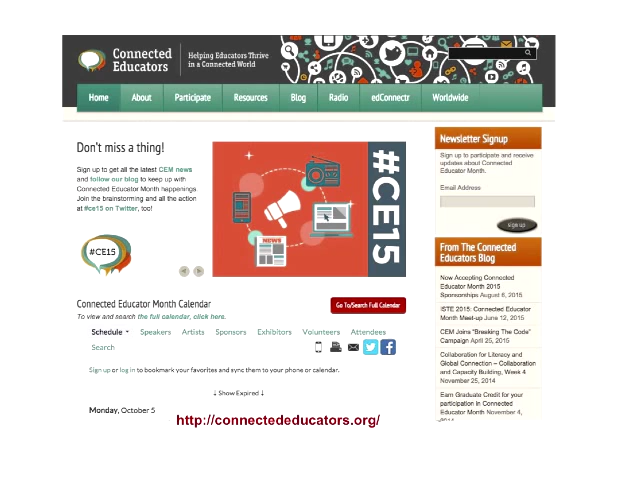 Connected
Educators
Helping Educators Thrive
in a Connected World
Home
About
Participate
Resources
Blog
Radio
edConnectr
Worldwide
Don't miss a thing!
Sign up to get all the latest CEM news
and follow our blog to keep up with
Connected Educator Month happenings.
Join the brainstorming and all the action
at #ce15 on Twitter, too!
#CE15
NEWS
#CE15
Newsletter Signup
Sign up to participate and receive
updates about Connected
Educator Month.
Email Address
sign up
From The Connected
Educators Blog
Now Accepting Connected
Educator Month 2015
Sponsorships August 6, 2015
ISTE 2015: Connected Educator
Month Meet-up June 12, 2015
CEM Joins "Breaking The Code"
Campaign April 25, 2015
Collaboration for Literacy and
Global Connection – Collaboration
and Capacity Building, Week 4
November 25, 2014
Earn Graduate Credit for your
participation in Connected
Educator Month November 4,
2014
Connected Educator Month Calendar
Go To/Search Full Calendar
To view and search the full calendar, click here.
Schedule
Speakers
Artists
Sponsors
Exhibitors
Volunteers
Attendees
Search
Sign up or log in to bookmark your favorites and sync them to your phone or calendar.
↓ Show Expired ↓
Monday, October 5
http://connectededucators.org/